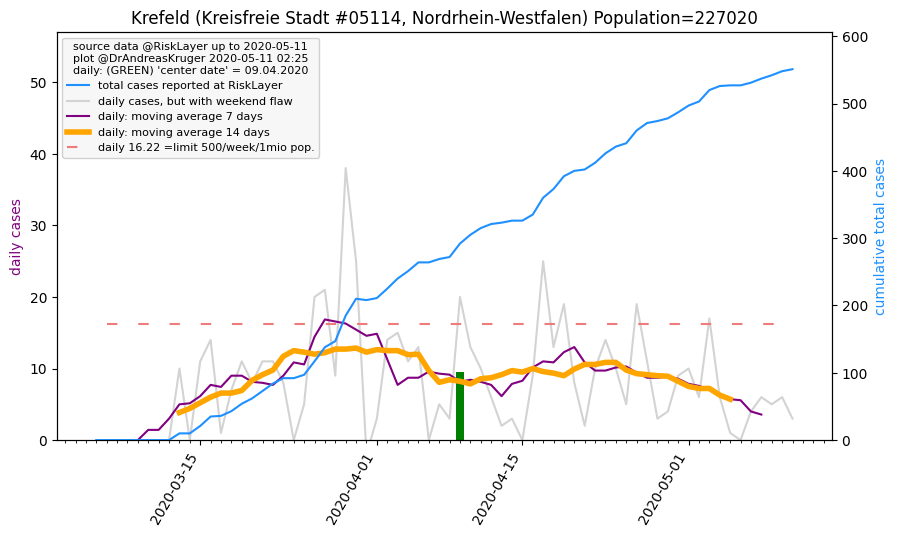 Krefeld (Kreisfreie Stadt #05114, Nordrhein-Westfalen) Population=227020
source data @RiskLayer up to 2020-05-11
plot @DrAndreasKruger 2020-05-11 02:25
daily: (GREEN) 'center date' = 09.04.2020
total cases reported at RiskLayer
daily cases, but with weekend flaw
daily: moving average 7 days
daily: moving average 14 days
daily 16.22 =limit 500/week/1mio pop.
daily cases
50
40
30
20
10
0
600
500
400
300
200
100
0
cumulative total cases
2020-03-15
2020-04-01
2020-04-15
2020-05-01